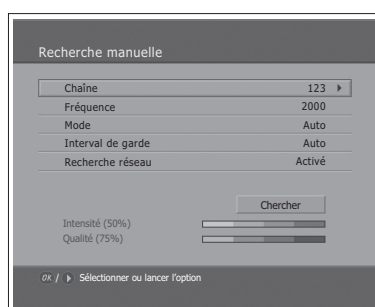 Recherche manuelle
Chaîne 123
Fréquence 2000
Mode Auto
Interval de garde Auto
Recherche réseau Activé
Chercher
Intensité (50%)
Qualité (75%)
OK / Sélectionner ou lancer l'option